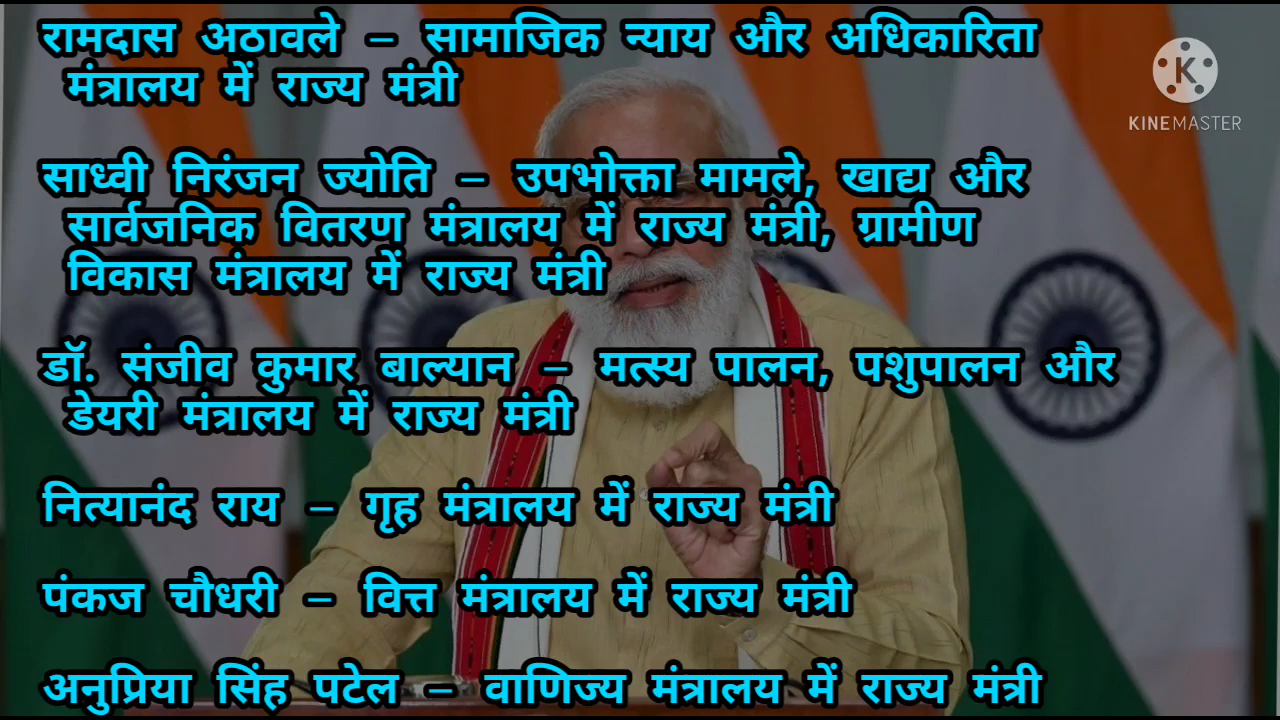 रामदास अठावले – सामाजिक न्याय और अधिकारिता
मंत्रालय में राज्य मंत्री
KINEMASTER
साध्वी निरंजन ज्योति – उपभोक्ता मामले, खाद्य और
सार्वजनिक वितरण मंत्रालय में राज्य मंत्री, ग्रामीण
विकास मंत्रालय में राज्य मंत्री
डॉ. संजीव कुमार बाल्यान – मत्स्य पालन, पशुपालन और
डेयरी मंत्रालय में राज्य मंत्री
नित्यानंद राय – गृह मंत्रालय में राज्य मंत्री
पंकज चौधरी – वित्त मंत्रालय में राज्य मंत्री
अनुप्रिया सिंह पटेल – वाणिज्य मंत्रालय में राज्य मंत्री